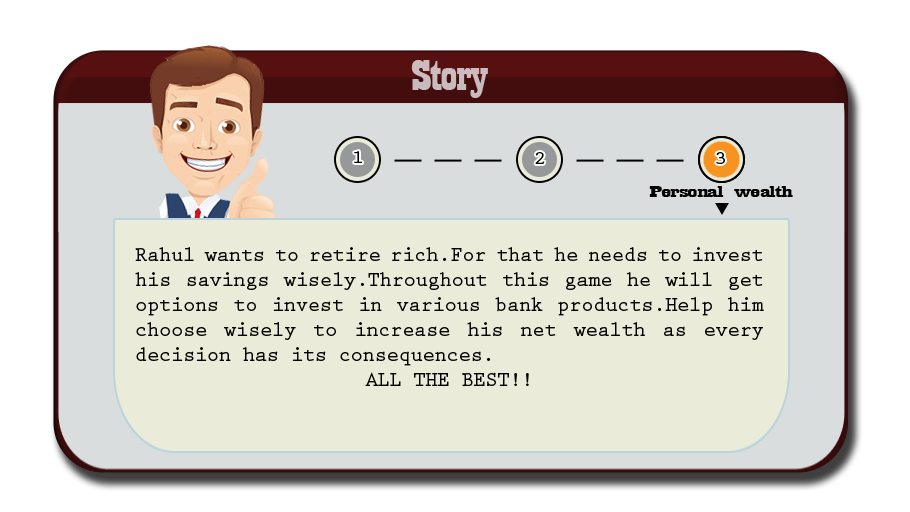 Story
1
2
3
Personal wealth
Rahul wants to retire rich.For that he needs to invest
his savings wisely.Throughout this game he will get
options to invest in various bank products.Help him
choose wisely to increase his net wealth as every
decision has its consequences.
ALL THE BEST!!